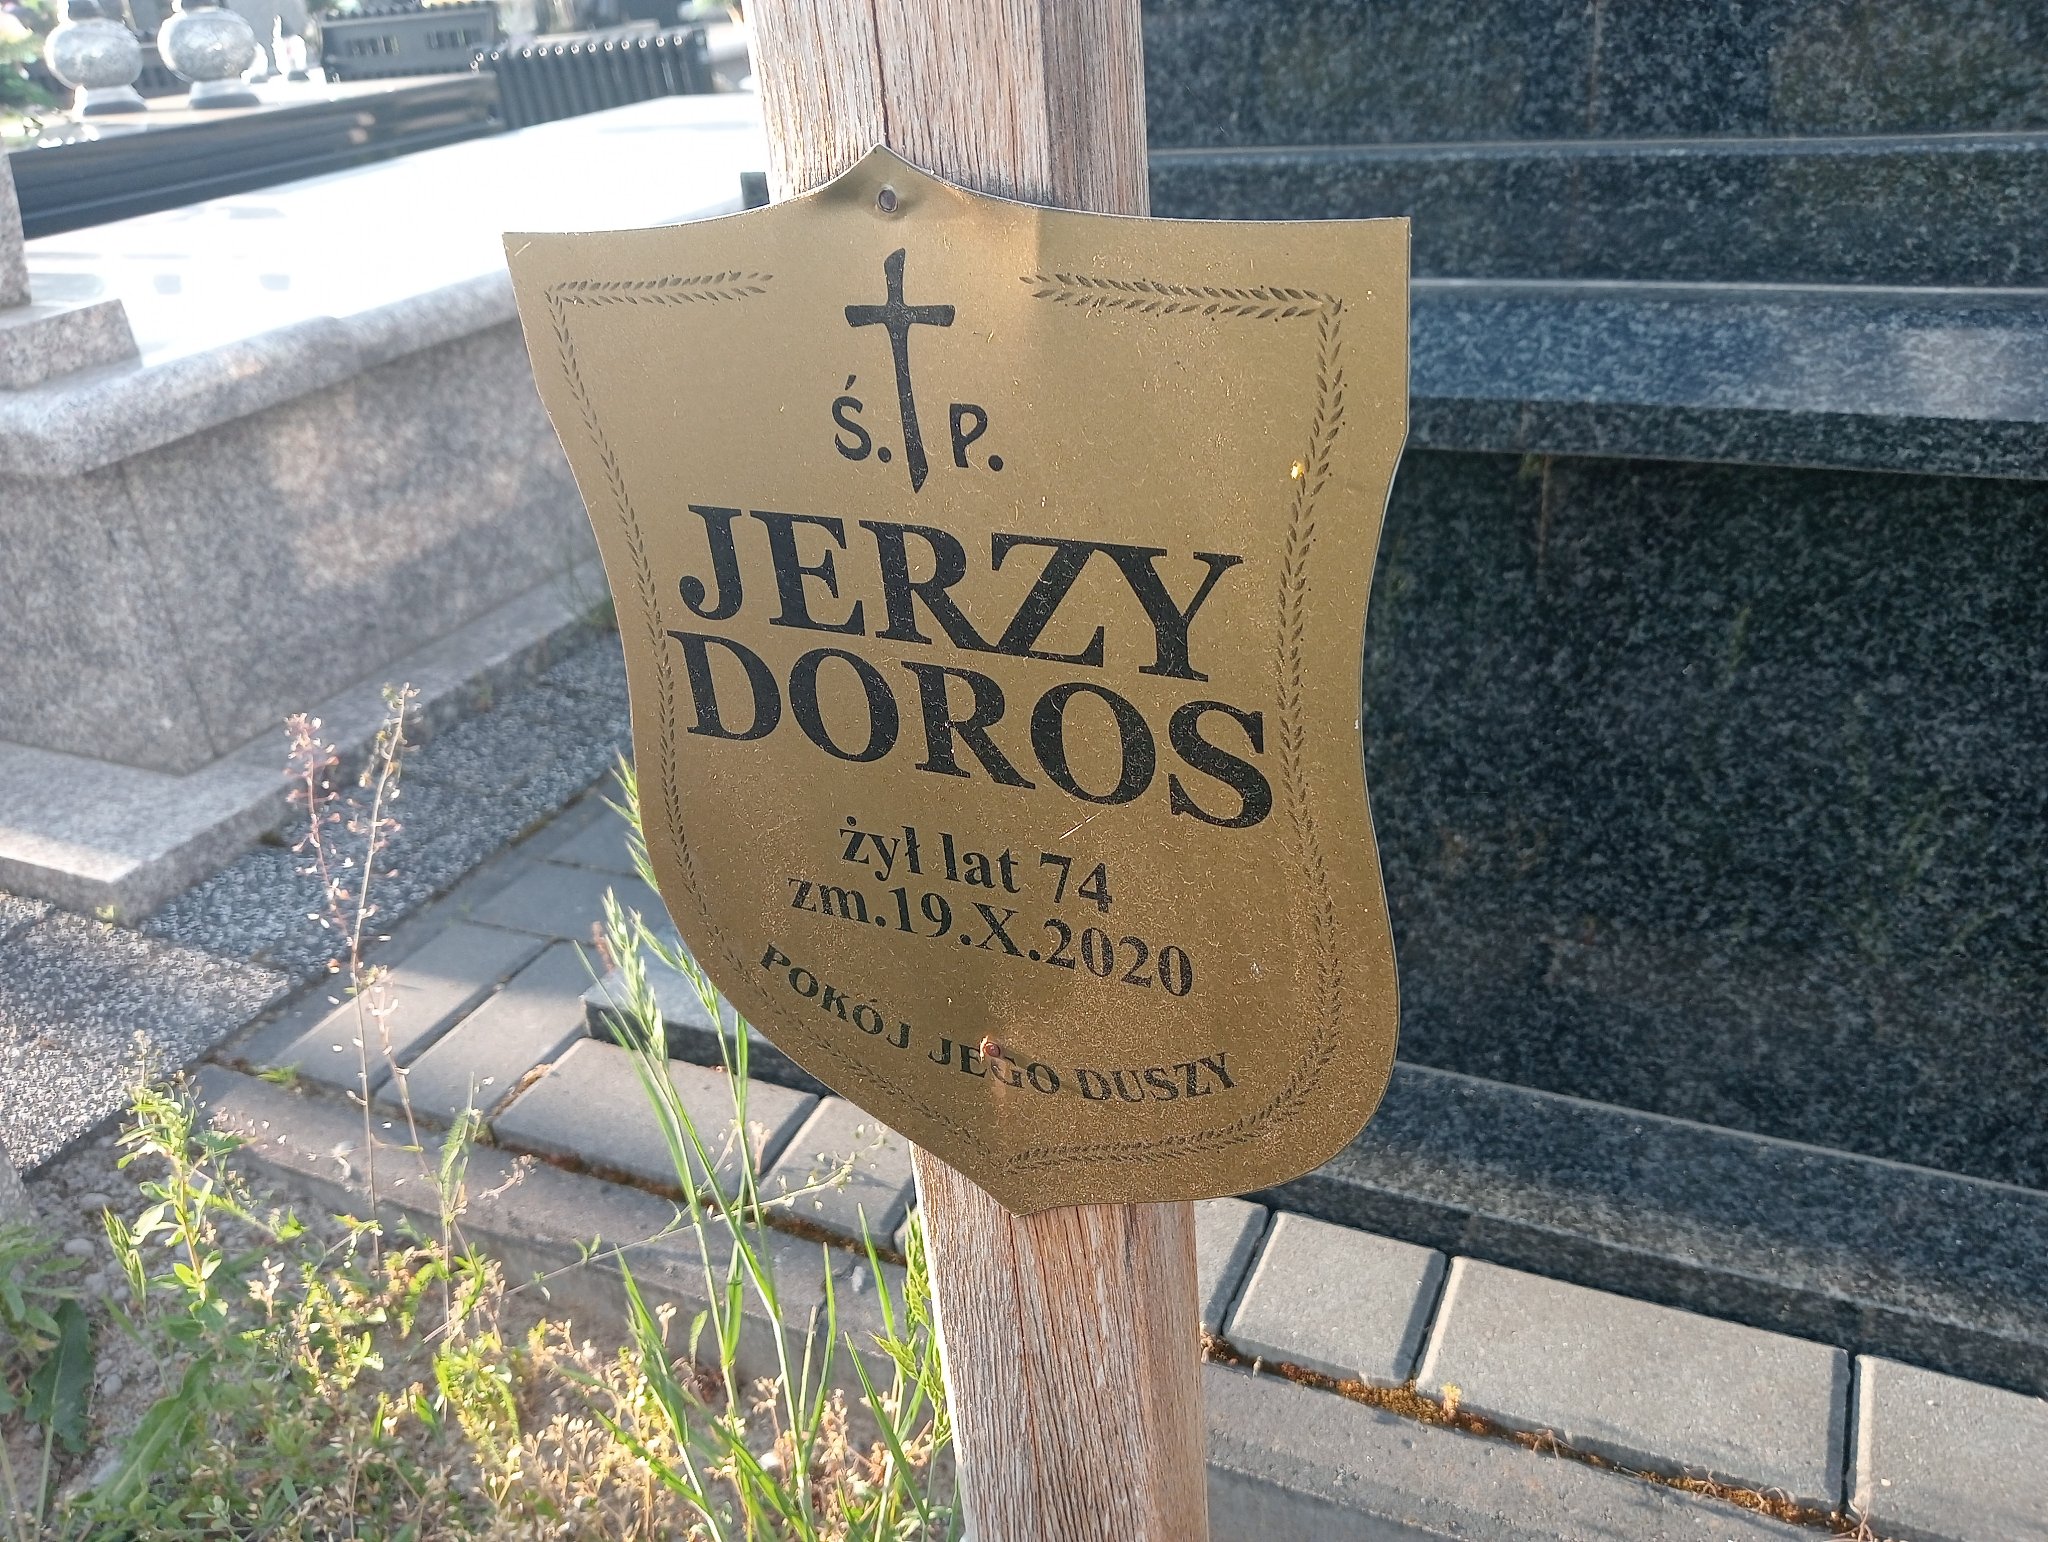 Ś. P.
JERZY
DOROS
żył lat 74
zm.19.X.2020
POKÓJ JEGO DUSZY